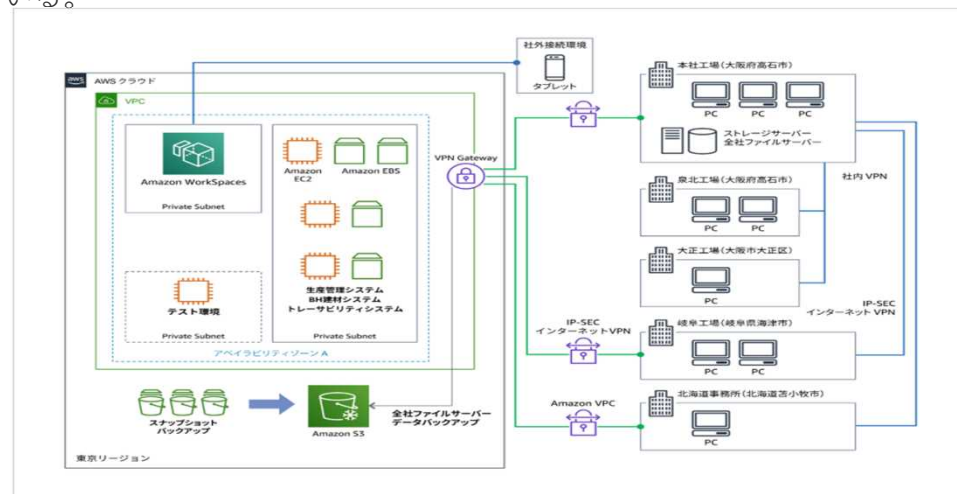 いる。
社外接続環境
タブレット
aws
AWS クラウド
VPC
Amazon WorkSpaces
Private Subnet
Amazon
EC2
Amazon EBS
生産管理システム
BH建材システム
トレーサビリティシステム
Private Subnet
テスト環境
Private Subnet
アベイラビリティゾーン A
VPN Gateway
スナップショット
バックアップ
Amazon S3
全社ファイルサーバー
データバックアップ
東京リージョン
本社工場(大阪府高石市)
PC
PC
PC
ストレージサーバー
全社ファイルサーバー
社内 VPN
泉北工場(大阪府高石市)
PC
PC
大正工場(大阪市大正区)
PC
IP-SEC
インターネット VPN
IP-SEC
インターネットVPN
岐阜工場(岐阜県海津市)
PC
PC
Amazon VPC
北海道事務所(北海道苫小牧市)
PC